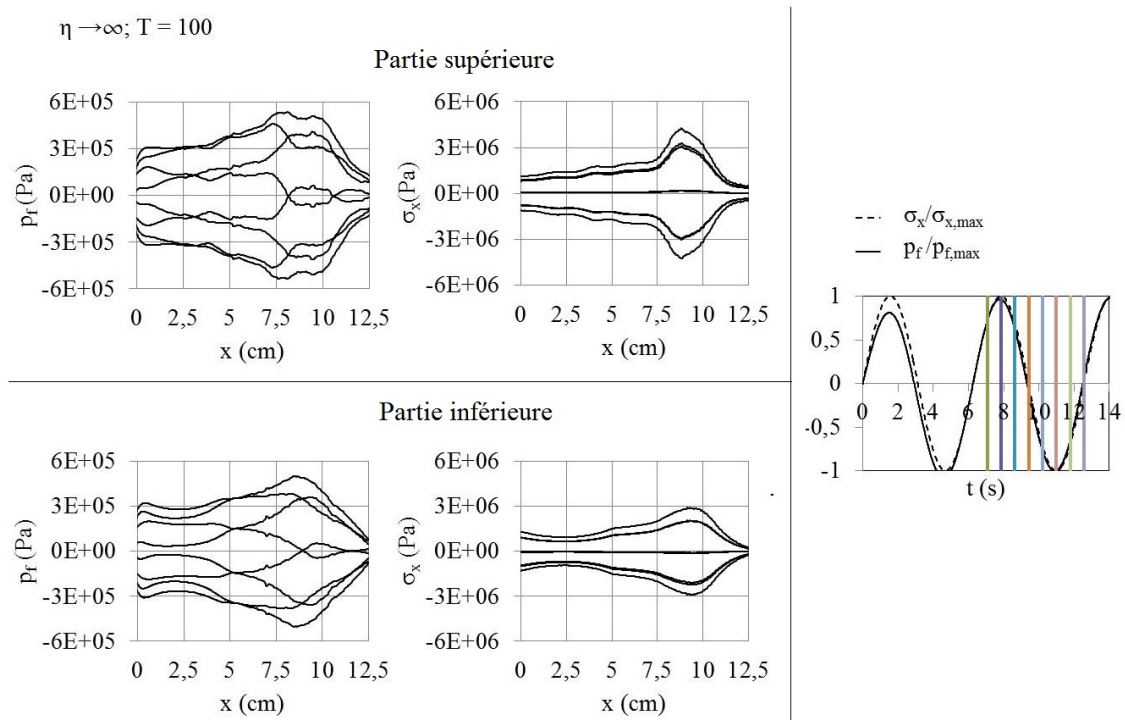 η →∞; T = 100
Partie supérieure
6E+05
3E+05
0E+00
-3E+05
-6E+05
p_f (Pa)
0 2,5 5 7,5 10 12,5
x (cm)
6E+06
3E+06
0E+00
-3E+06
-6E+06
σ_x(Pa)
0 2,5 5 7,5 10 12,5
x (cm)
Partie inférieure
6E+05
3E+05
0E+00
-3E+05
-6E+05
p_f (Pa)
0 2,5 5 7,5 10 12,5
x (cm)
6E+06
3E+06
0E+00
-3E+06
-6E+06
σ_x (Pa)
0 2,5 5 7,5 10 12,5
x (cm)
σ_x/σ_x,max
p_f/p_f,max
1
0,5
0
-0,5
-1
0 2 4 6 8 10 12 14
t (s)